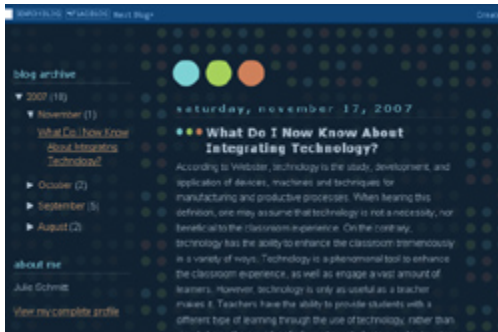 SEARCH BLOG FLAG BLOG Next Blog»
Create
blog archive
▼ 2007 (10)
▼ November (1)
What Do I Now Know
About Integrating
Technology?
► October (2)
► September (5)
► August (2)
about me
Julie Schmitt
View my complete profile
saturday, november 17, 2007
What Do I Now Know About
Integrating Technology?
According to Webster, technology is the study, development, and
application of devices, machines and techniques for
manufacturing and productive processes. When hearing this
definition, one may assume that technology is not a necessity, nor
beneficial to the classroom experience. On the contrary,
technology has the ability to enhance the classroom tremendously
in a variety of ways. Technology is a phenomonal tool to enhance
the classroom experience, as well as engage a vast amount of
learners. However, technology is only as useful as a teacher
makes it. Teachers have the ability to provide students with a
different type of learning through the use of technology, rather than